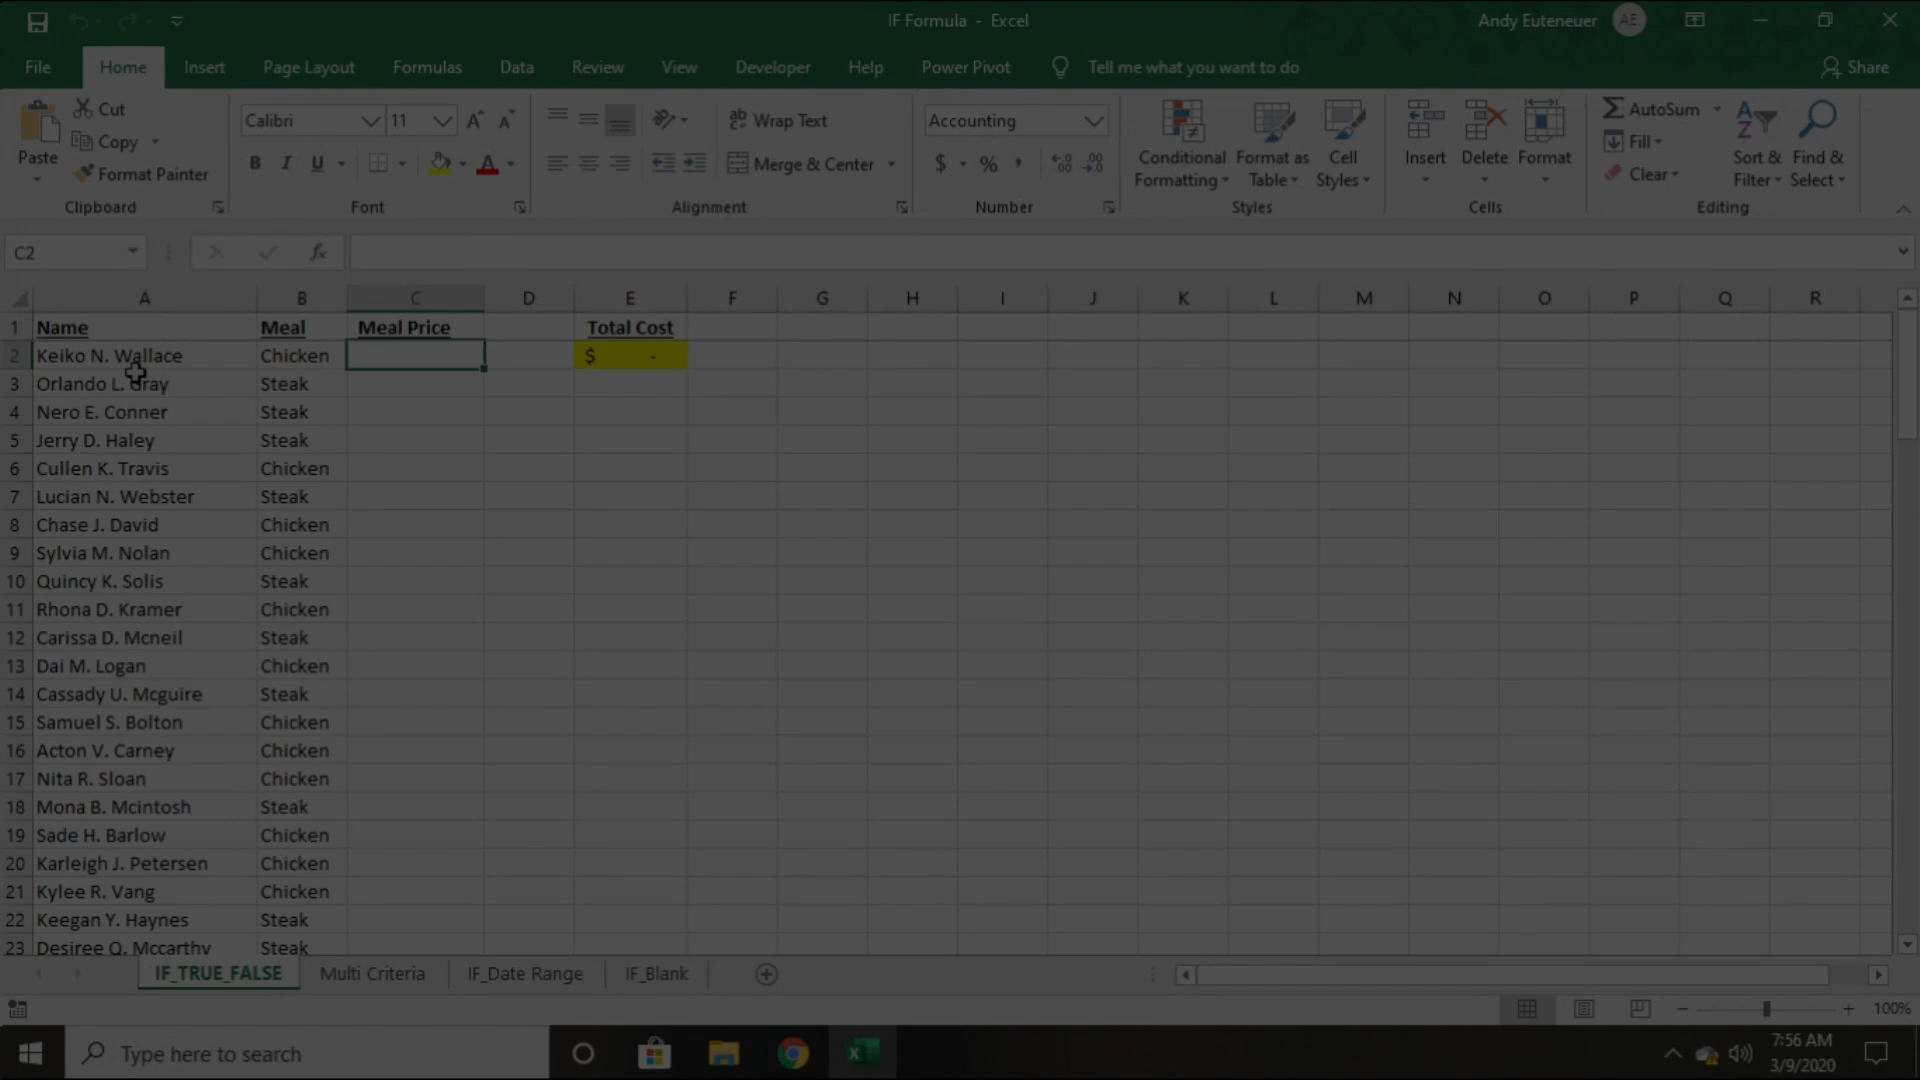 IF Formula - Excel
Andy Euteneuer AE
File Home Insert Page Layout Formulas Data Review View Developer Help Power Pivot Tell me what you want to do Share
Paste
Cut
Copy
Format Painter
Clipboard
Calibri 11
B I U
Font
Wrap Text
Merge & Center
Alignment
Accounting
$ % ,
Number
Conditional Formatting
Format as Table
Cell Styles
Styles
Insert Delete Format
Cells
AutoSum
Fill
Clear
Sort & Filter
Find & Select
Editing
C2 fx
A B C D E F G H I J K L M N O P Q R
1 Name Meal Meal Price Total Cost
2 Keiko N. Wallace Chicken $ -
3 Orlando L. Gray Steak
4 Nero E. Conner Steak
5 Jerry D. Haley Steak
6 Cullen K. Travis Chicken
7 Lucian N. Webster Steak
8 Chase J. David Chicken
9 Sylvia M. Nolan Chicken
10 Quincy K. Solis Steak
11 Rhona D. Kramer Chicken
12 Carissa D. Mcneil Steak
13 Dai M. Logan Chicken
14 Cassady U. Mcguire Steak
15 Samuel S. Bolton Chicken
16 Acton V. Carney Chicken
17 Nita R. Sloan Chicken
18 Mona B. Mcintosh Steak
19 Sade H. Barlow Chicken
20 Karleigh J. Petersen Chicken
21 Kylee R. Vang Chicken
22 Keegan Y. Haynes Steak
23 Desiree Q. Mccarthy Steak
IF_TRUE_FALSE Multi Criteria IF_Date Range IF_Blank
100%
Type here to search
7:56 AM
3/9/2020